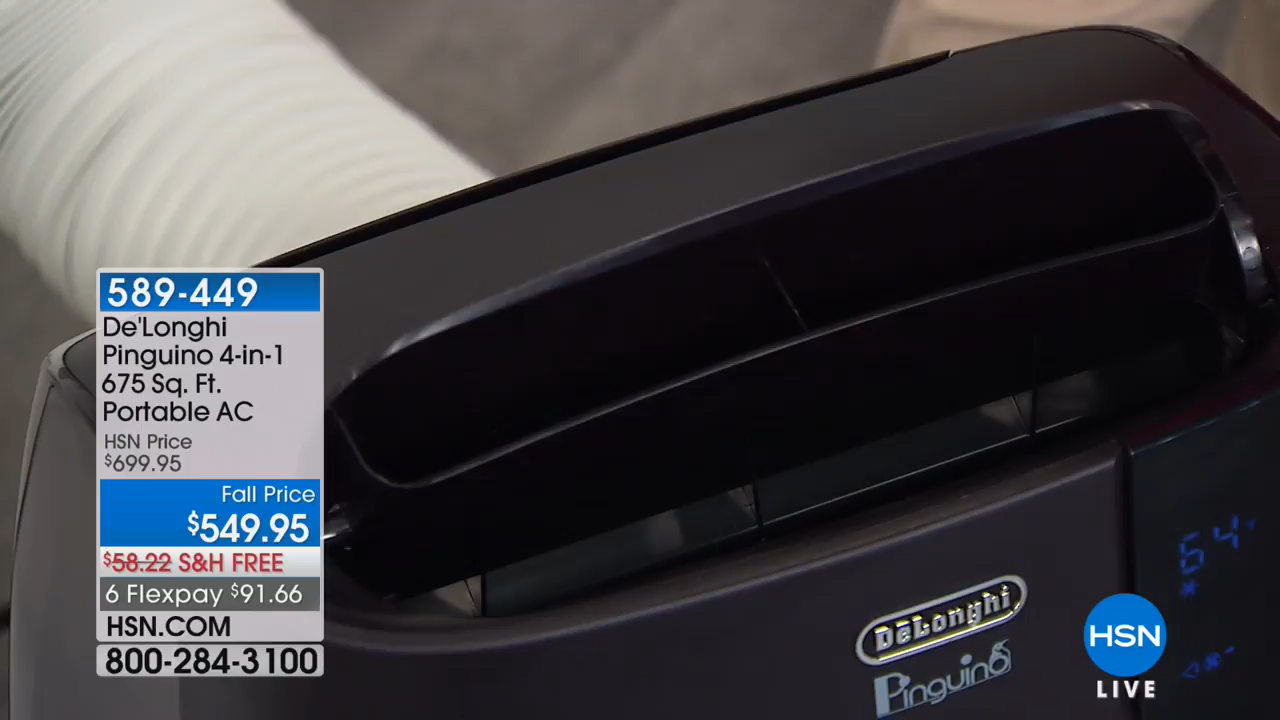 589-449
De'Longhi
Pinguino 4-in-1
675 Sq. Ft.
Portable AC
HSN Price
$699.95
Fall Price
$549.95
$58.22 S&H FREE
6 Flexpay $91.66
HSN.COM
800-284-3100
64
DeLonghi
Pinguino
HSN
LIVE